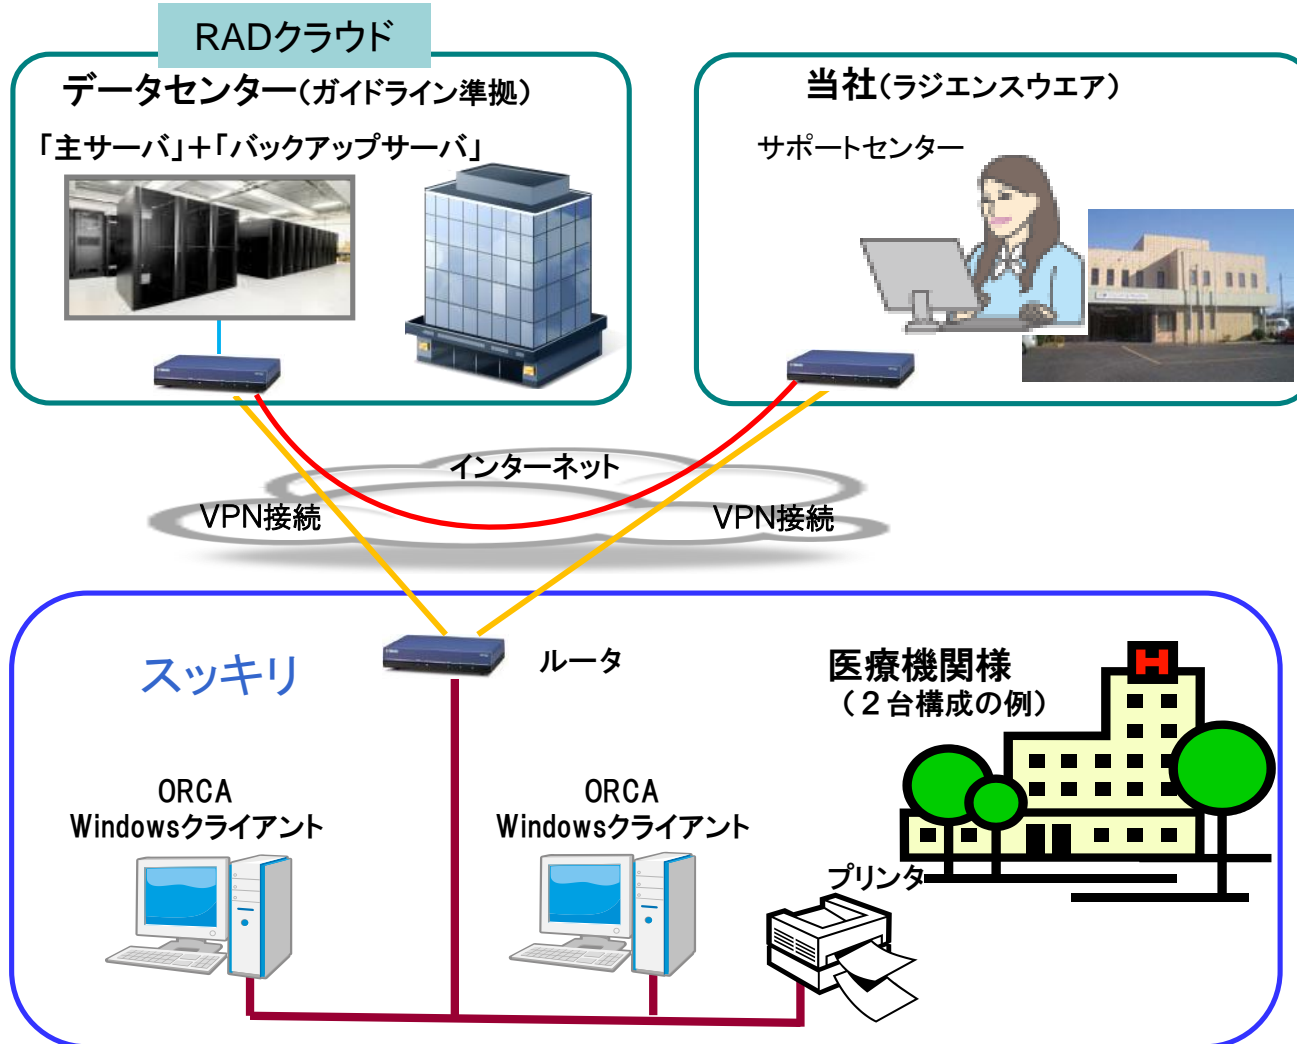 RADクラウド
データセンター(ガイドライン準拠)
「主サーバ」＋「バックアップサーバ」
当社(ラジエンスウエア)
サポートセンター
インターネット
VPN接続
VPN接続
スッキリ
ルータ
医療機関様
(２台構成の例)
H
ORCA
Windowsクライアント
ORCA
Windowsクライアント
プリンタ